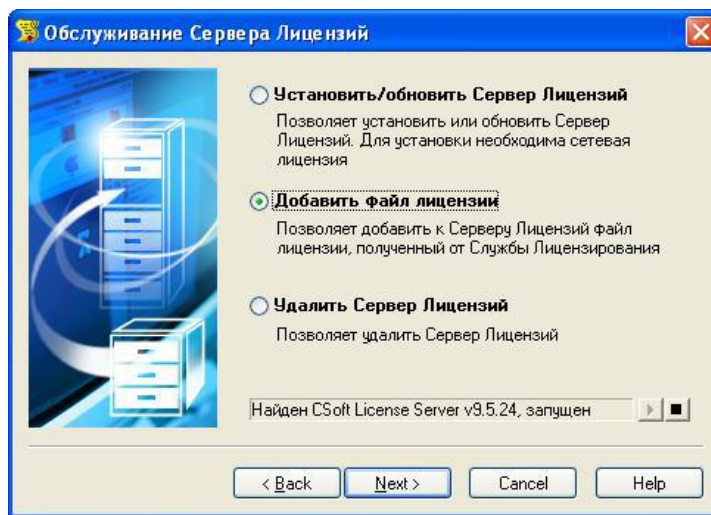 Обслуживание Сервера Лицензий
Установить/обновить Сервер Лицензий
Позволяет установить или обновить Сервер
Лицензий. Для установки необходима сетевая
лицензия
Добавить файл лицензии
Позволяет добавить к Серверу Лицензий файл
лицензии, полученный от Службы Лицензирования
Удалить Сервер Лицензий
Позволяет удалить Сервер Лицензий
Найден CSoft License Server v9.5.24, запущен
< Back Next > Cancel Help